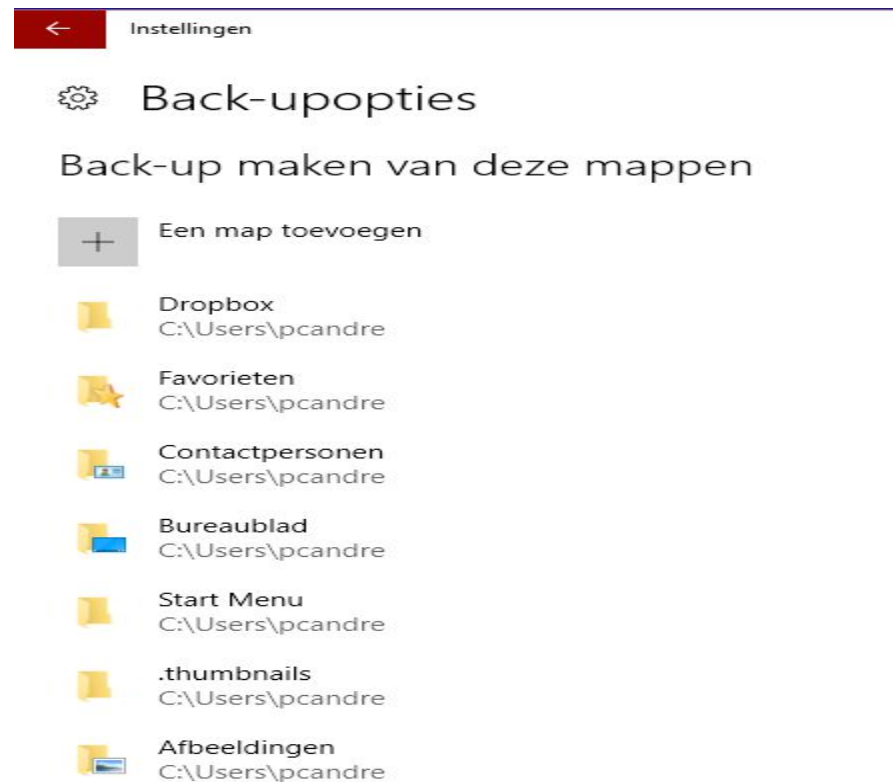 Instellingen
Back-upopties
Back-up maken van deze mappen
Een map toevoegen
Dropbox
C:\Users\pcandre
Favorieten
C:\Users\pcandre
Contactpersonen
C:\Users\pcandre
Bureaublad
C:\Users\pcandre
Start Menu
C:\Users\pcandre
.thumbnails
C:\Users\pcandre
Afbeeldingen
C:\Users\pcandre